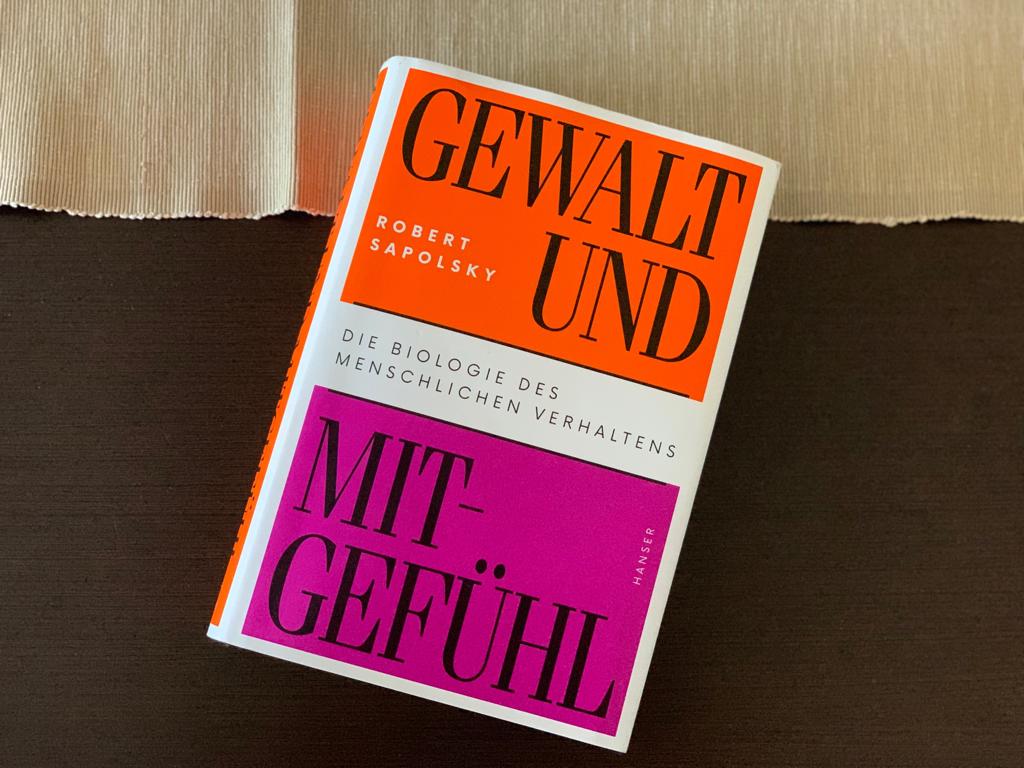 GEWALT
UND
ROBERT
SAPOLSKY
DIE BIOLOGIE DES
MENSCHLICHEN VERHALTENS
MIT-
GEFÜHL
HANSER